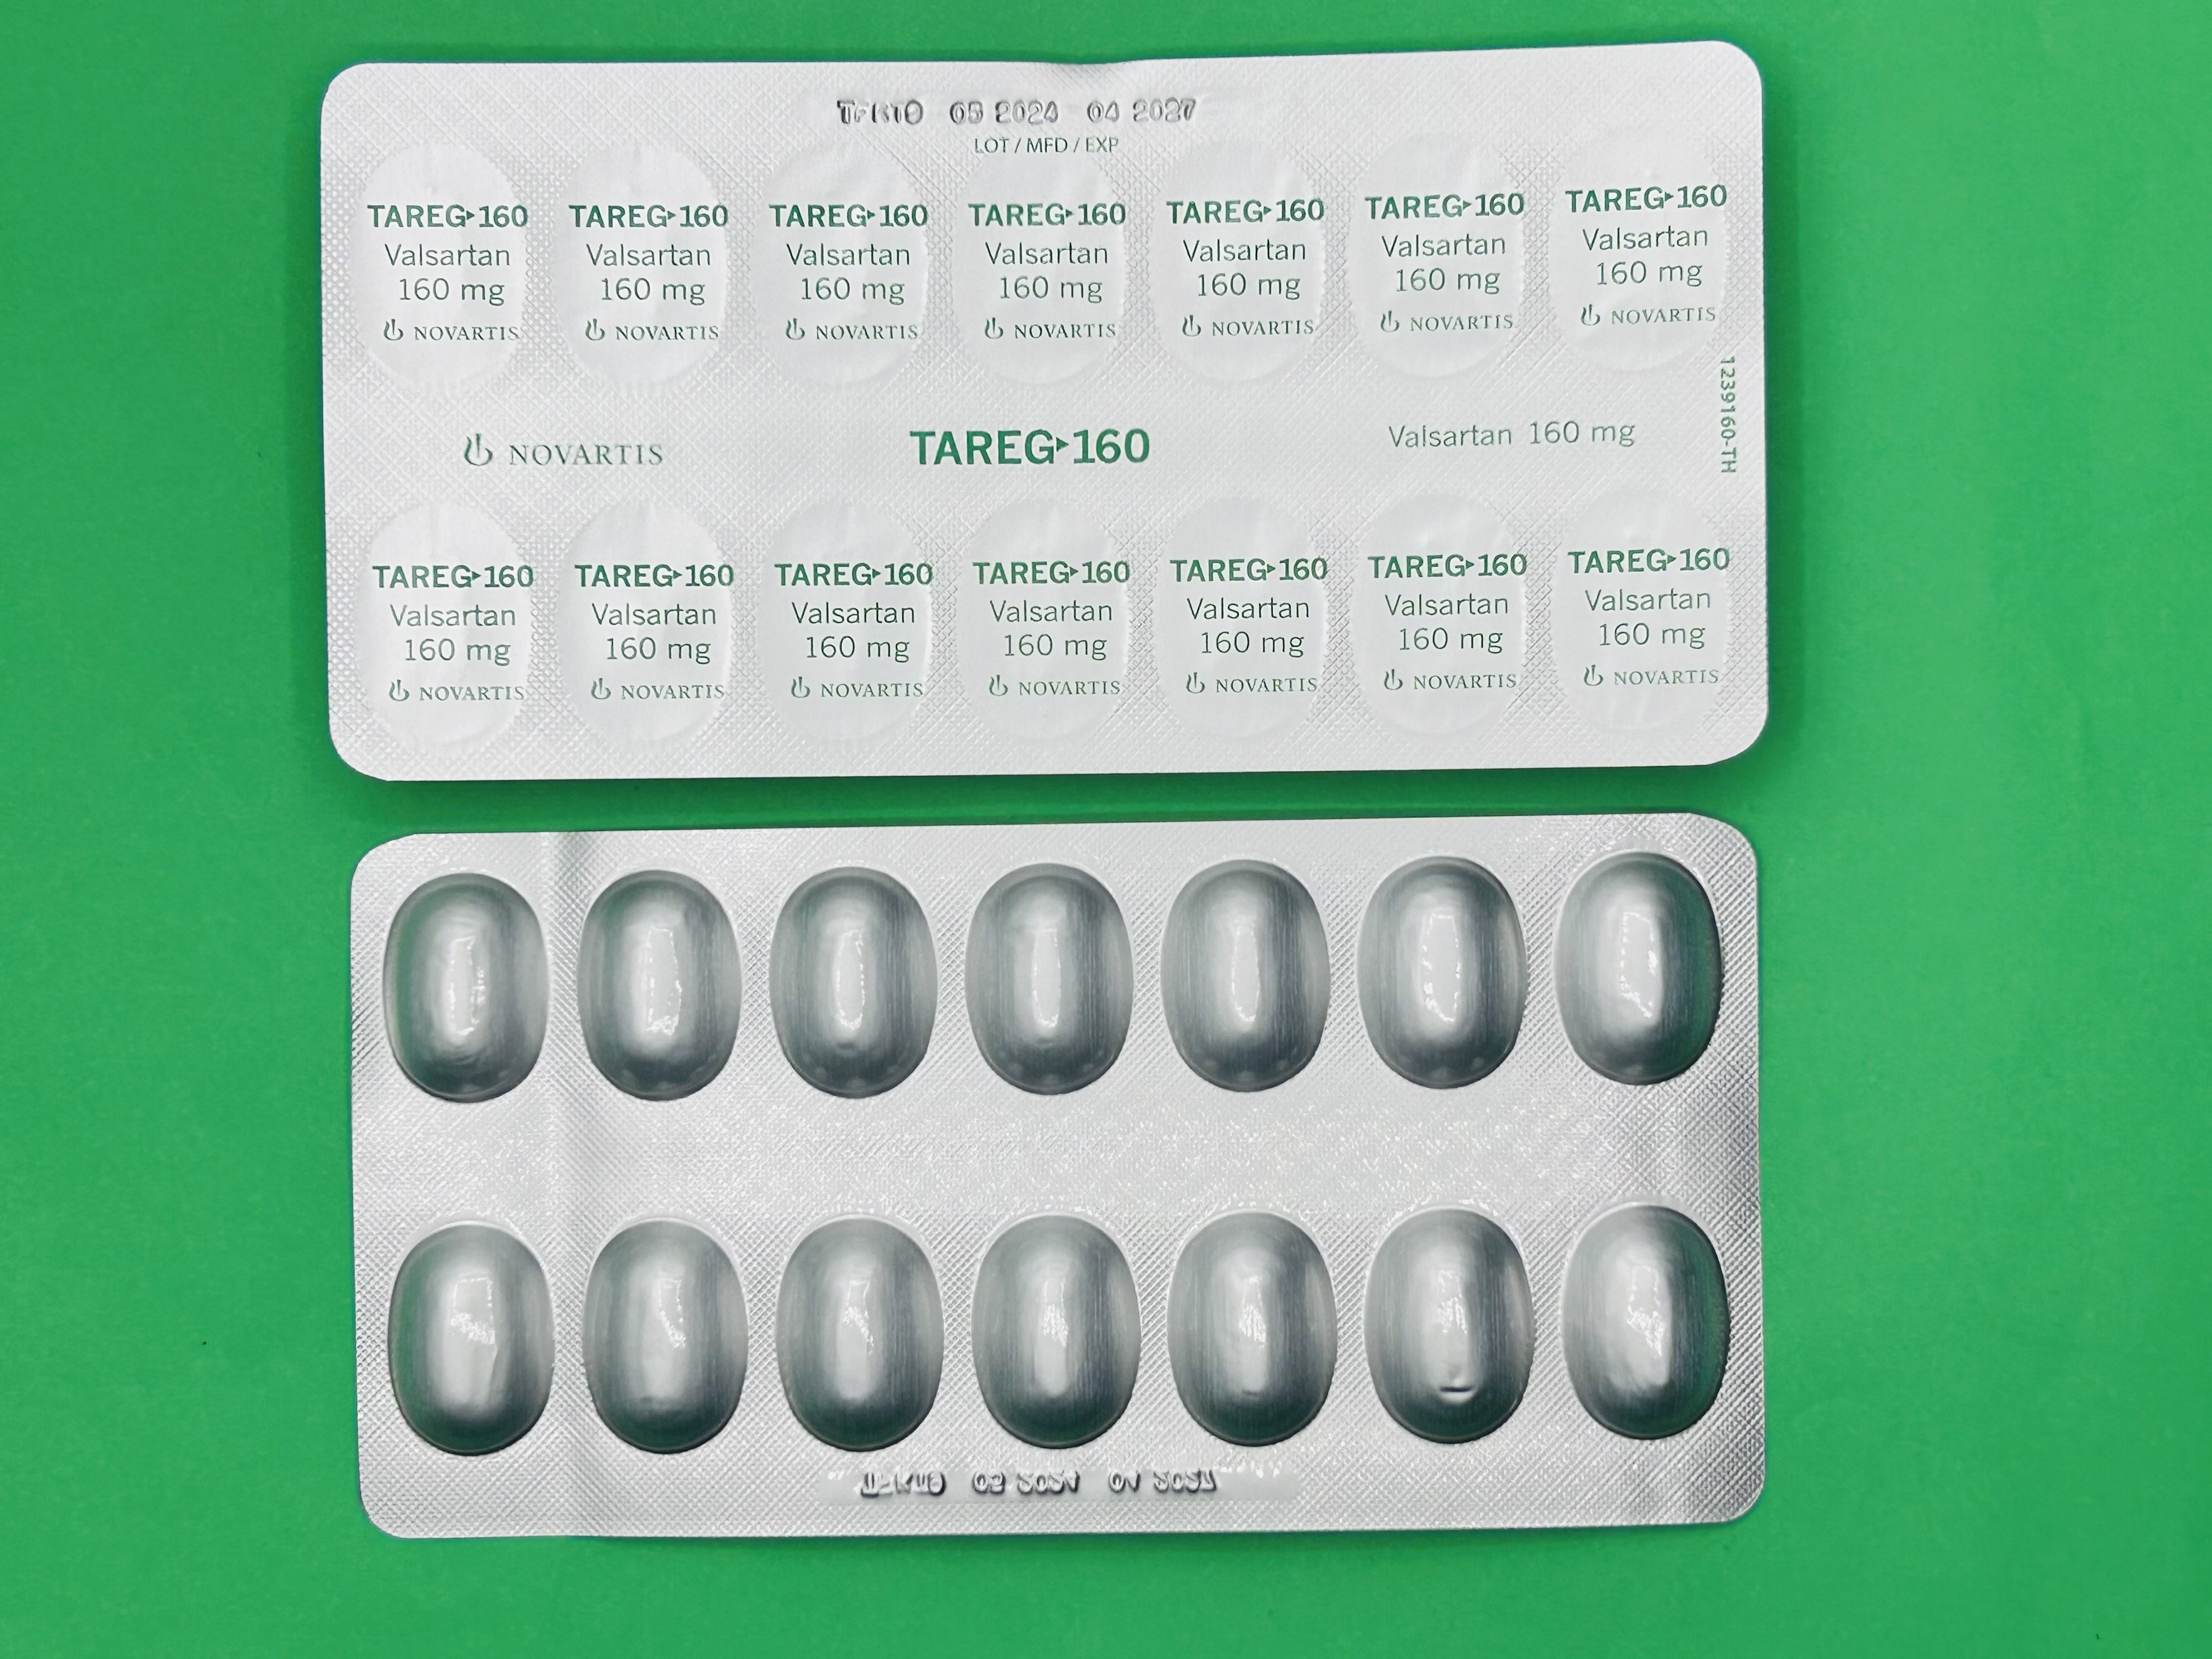 05 2024 04 2027
LOT / MFD / EXP
TAREG▸160 TAREG▸160 TAREG▸160 TAREG▸160 TAREG▸160 TAREG▸160 TAREG▸160
Valsartan Valsartan Valsartan Valsartan Valsartan Valsartan Valsartan
160 mg 160 mg 160 mg 160 mg 160 mg 160 mg 160 mg
NOVARTIS NOVARTIS NOVARTIS NOVARTIS NOVARTIS NOVARTIS NOVARTIS
1239160-TH
NOVARTIS TAREG▸160 Valsartan 160 mg
TAREG▸160 TAREG▸160 TAREG▸160 TAREG▸160 TAREG▸160 TAREG▸160 TAREG▸160
Valsartan Valsartan Valsartan Valsartan Valsartan Valsartan Valsartan
160 mg 160 mg 160 mg 160 mg 160 mg 160 mg 160 mg
NOVARTIS NOVARTIS NOVARTIS NOVARTIS NOVARTIS NOVARTIS NOVARTIS